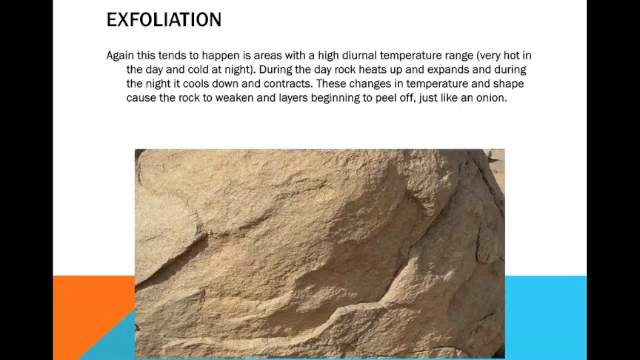 EXFOLIATION
Again this tends to happen is areas with a high diurnal temperature range (very hot in
the day and cold at night). During the day rock heats up and expands and during
the night it cools down and contracts. These changes in temperature and shape
cause the rock to weaken and layers beginning to peel off, just like an onion.